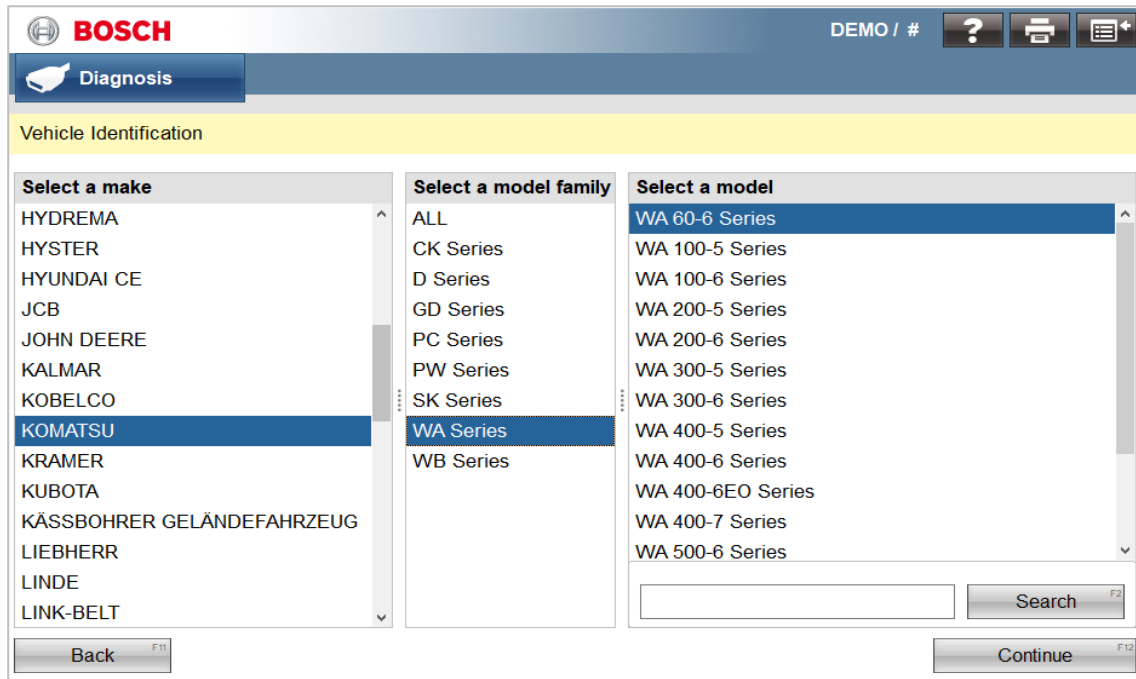 BOSCH
DEMO / #
?
Diagnosis
Vehicle Identification
Select a make
HYDREMA
HYSTER
HYUNDAI CE
JCB
JOHN DEERE
KALMAR
KOBELCO
KOMATSU
KRAMER
KUBOTA
KÄSSBOHRER GELÄNDEFAHRZEUG
LIEBHERR
LINDE
LINK-BELT
Select a model family
ALL
CK Series
D Series
GD Series
PC Series
PW Series
SK Series
WA Series
WB Series
Select a model
WA 60-6 Series
WA 100-5 Series
WA 100-6 Series
WA 200-5 Series
WA 200-6 Series
WA 300-5 Series
WA 300-6 Series
WA 400-5 Series
WA 400-6 Series
WA 400-6EO Series
WA 400-7 Series
WA 500-6 Series
Search F2
Back F11
Continue F12